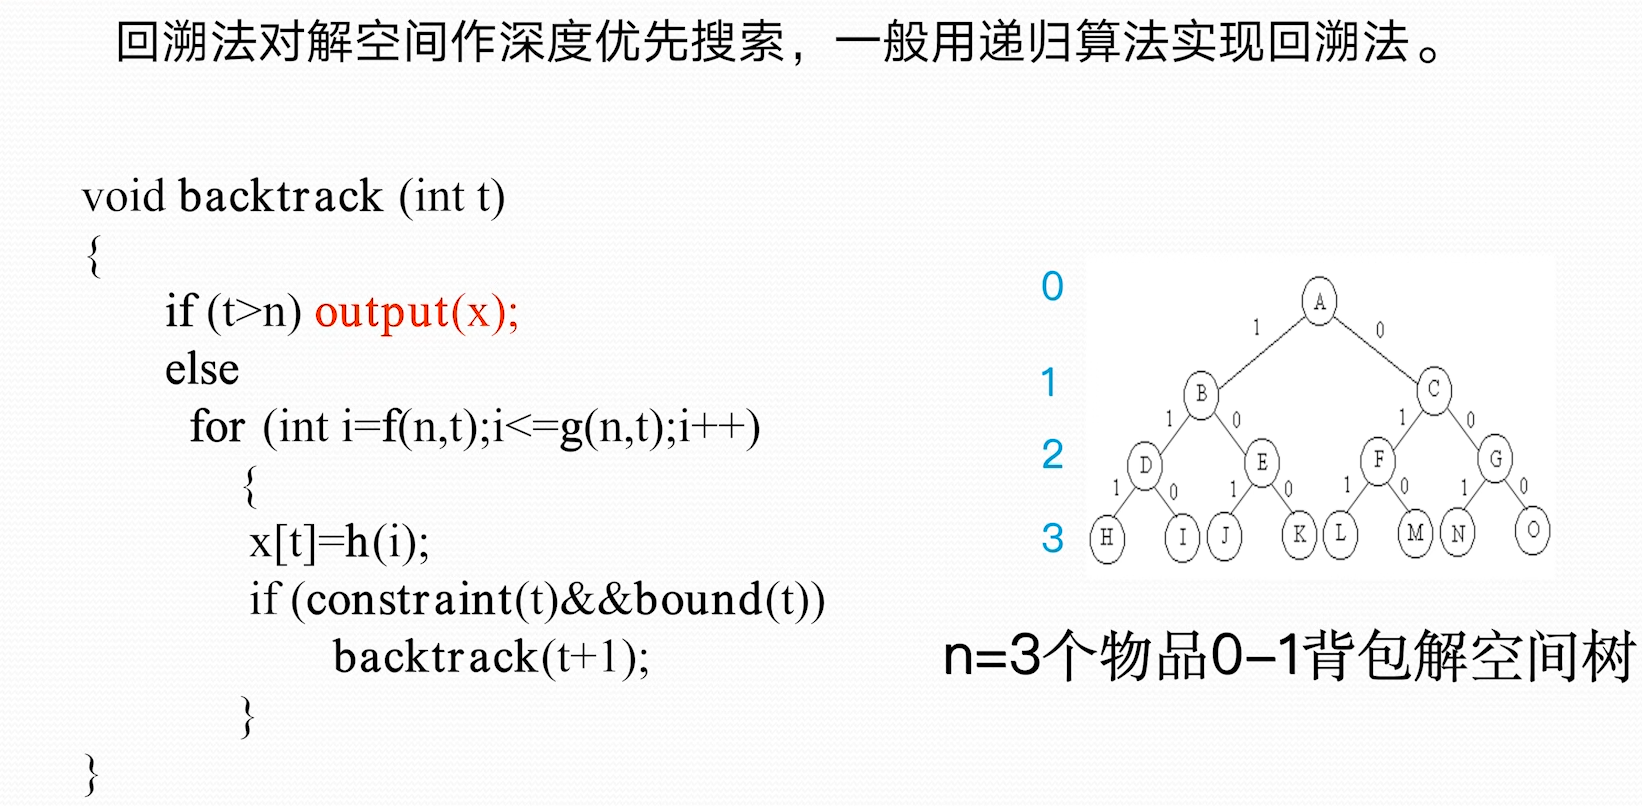 回溯法对解空间作深度优先搜索，一般用递归算法实现回溯法。
void backtrack (int t)
{
if (t>n) output(x);
else
for (int i=f(n,t);i<=g(n,t);i++)
{
x[t]=h(i);
if (constraint(t)&&bound(t))
backtrack(t+1);
}
}
0 A
1 0
1 B C
1 0 1 0
2 D E F G
1 0 1 0 1 0 1 0
3 H I J K L M N O
n=3个物品0-1背包解空间树